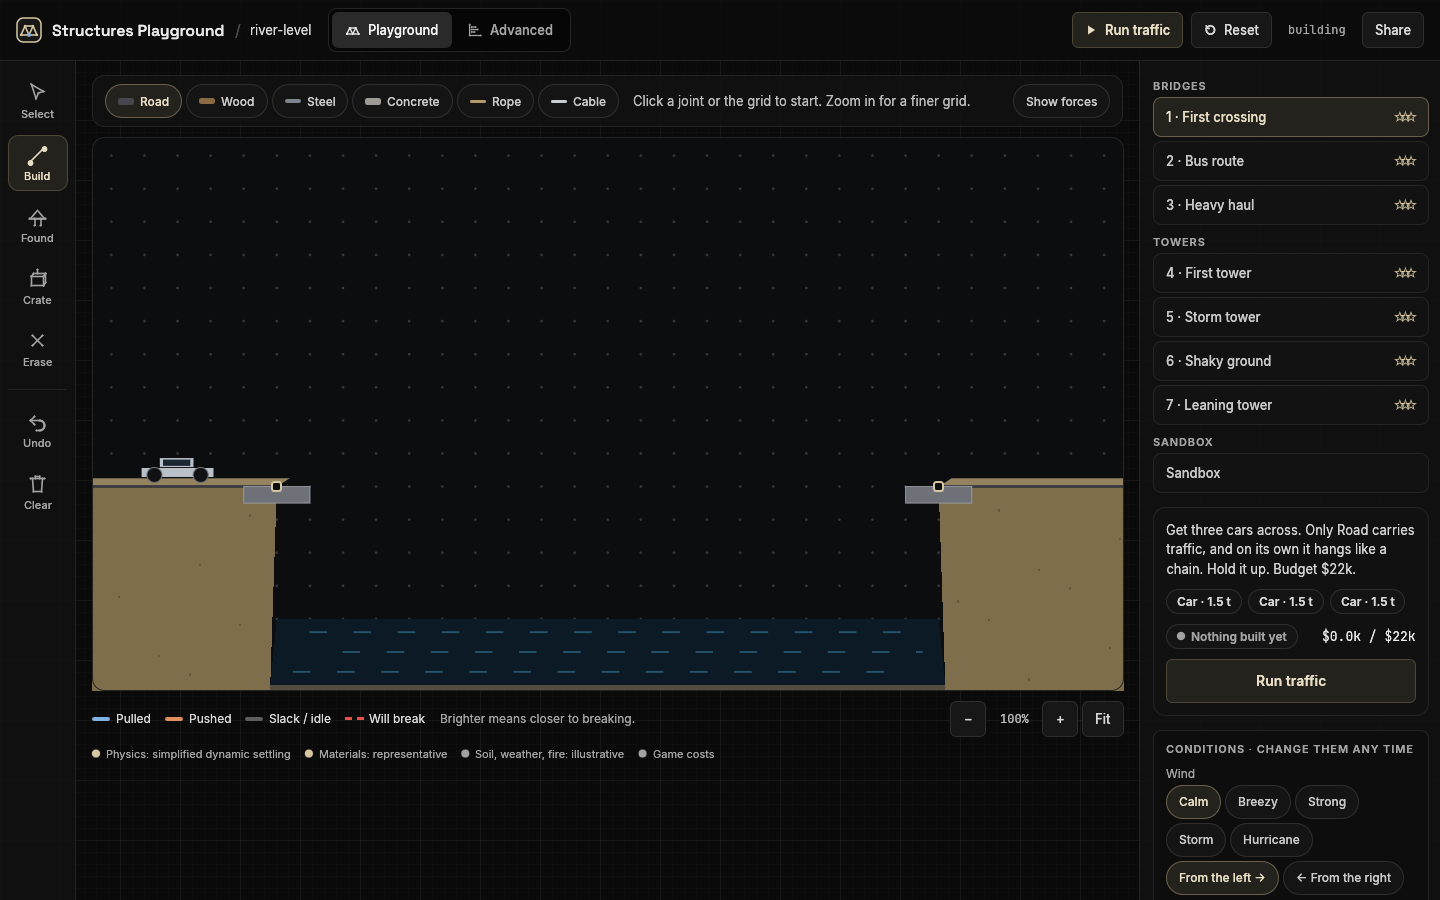 Structures Playground / river-level
Playground
Advanced
Run traffic
Reset
building
Share
Select
Build
Found
Crate
Erase
Undo
Clear
Road
Wood
Steel
Concrete
Rope
Cable
Click a joint or the grid to start. Zoom in for a finer grid.
Show forces
Pulled
Pushed
Slack / idle
Will break
Brighter means closer to breaking.
−
100%
+
Fit
Physics: simplified dynamic settling
Materials: representative
Soil, weather, fire: illustrative
Game costs
BRIDGES
1 · First crossing
2 · Bus route
3 · Heavy haul
TOWERS
4 · First tower
5 · Storm tower
6 · Shaky ground
7 · Leaning tower
SANDBOX
Sandbox
Get three cars across. Only Road carries
traffic, and on its own it hangs like a
chain. Hold it up. Budget $22k.
Car · 1.5 t
Car · 1.5 t
Car · 1.5 t
Nothing built yet
$0.0k / $22k
Run traffic
CONDITIONS · CHANGE THEM ANY TIME
Wind
Calm
Breezy
Strong
Storm
Hurricane
From the left →
← From the right